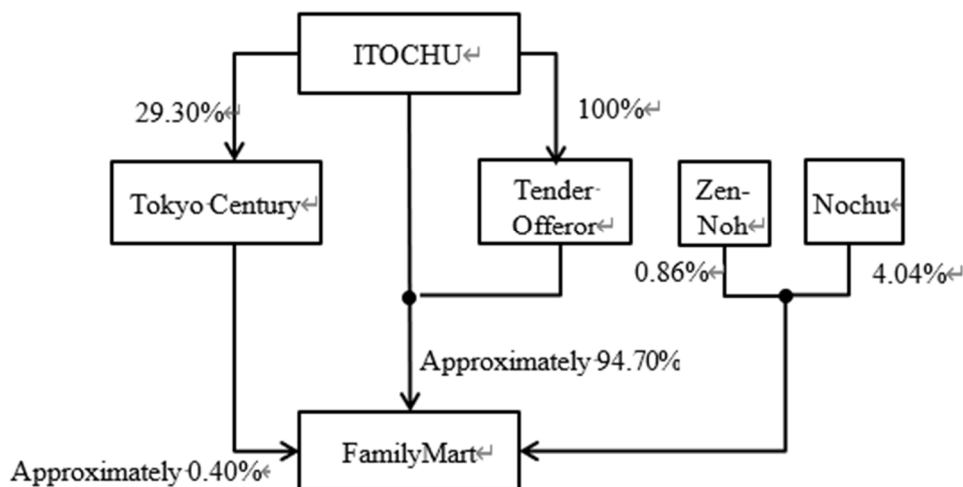 ITOCHU↵
29.30%↵
100%↵
Tokyo Century↵
Tender
Offeror↵
Zen-
Noh↵
Nochu↵
0.86%↵
4.04%↵
Approximately 94.70%
FamilyMart↵
Approximately 0.40%↵